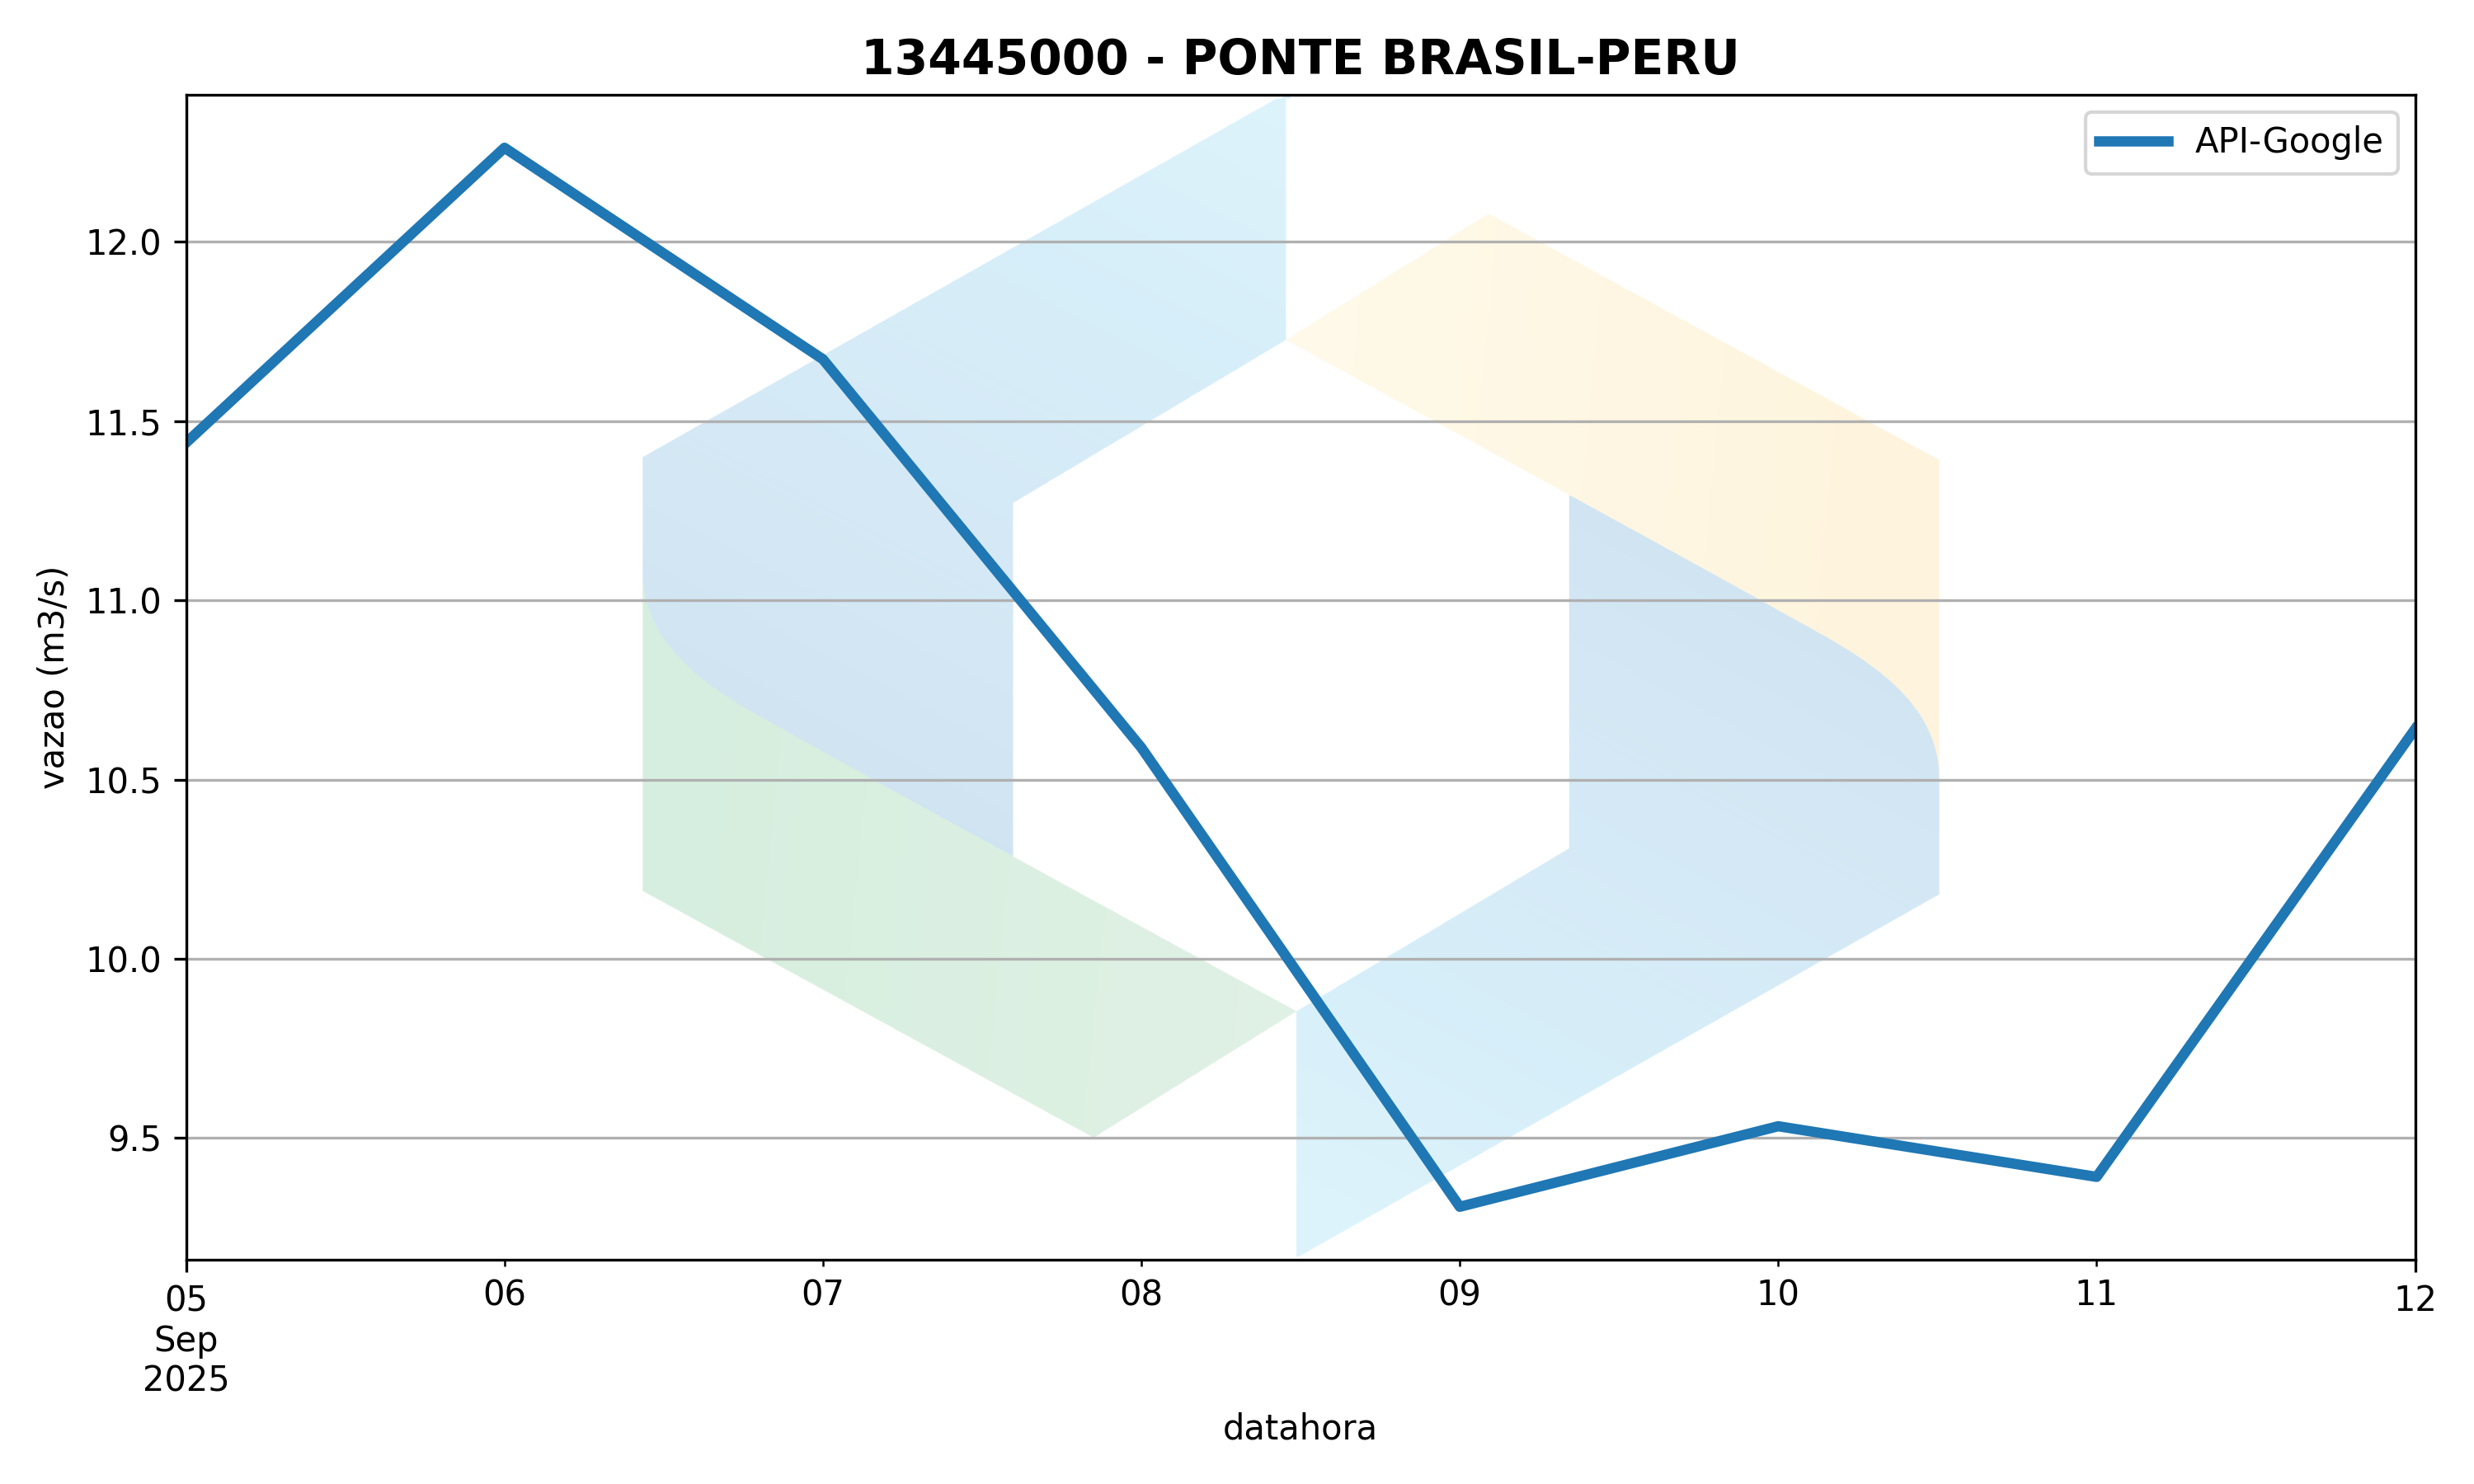 13445000 - PONTE BRASIL-PERU
API-Google
12.0
11.5
11.0
10.5
10.0
9.5
vazao (m3/s)
05 06 07 08 09 10 11 12
Sep
2025
datahora